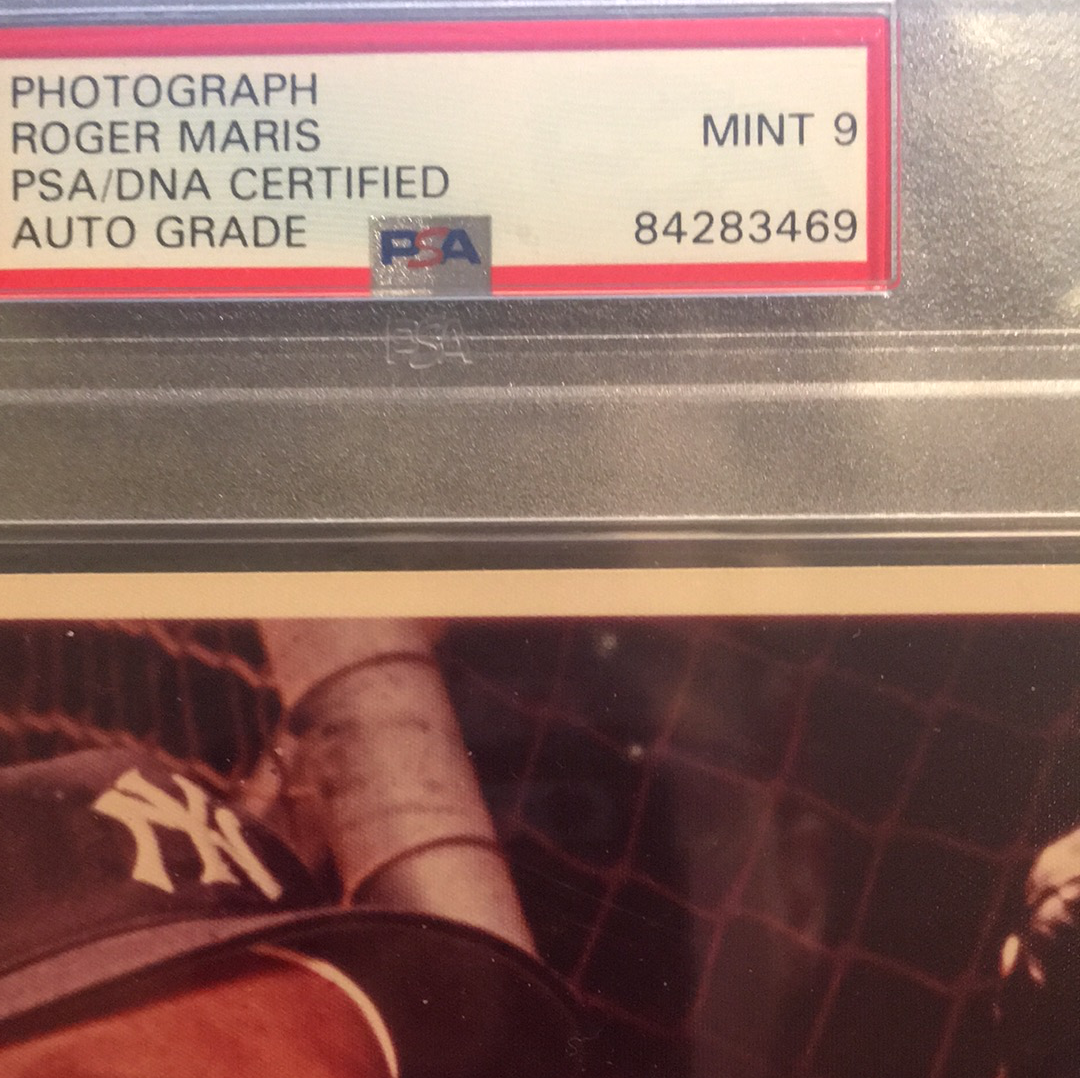 PHOTOGRAPH
ROGER MARIS
MINT 9
PSA/DNA CERTIFIED
AUTO GRADE
84283469
PSA
PSA
NY